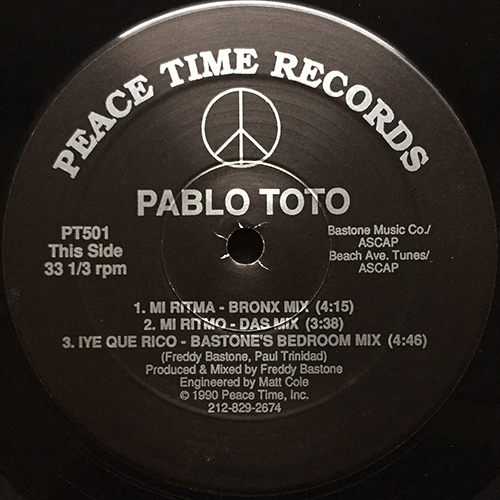 PEACE TIME RECORDS
PABLO TOTO
PT501
This Side
33 1/3 rpm
Bastone Music Co./
ASCAP
Beach Ave. Tunes/
ASCAP
1. MI RITMA - BRONX MIX (4:15)
2. MI RITMO - DAS MIX (3:38)
3. IYE QUE RICO - BASTONE'S BEDROOM MIX (4:46)
(Freddy Bastone, Paul Trinidad)
Produced & Mixed by Freddy Bastone
Engineered by Matt Cole
© 1990 Peace Time, Inc.
212-829-2674